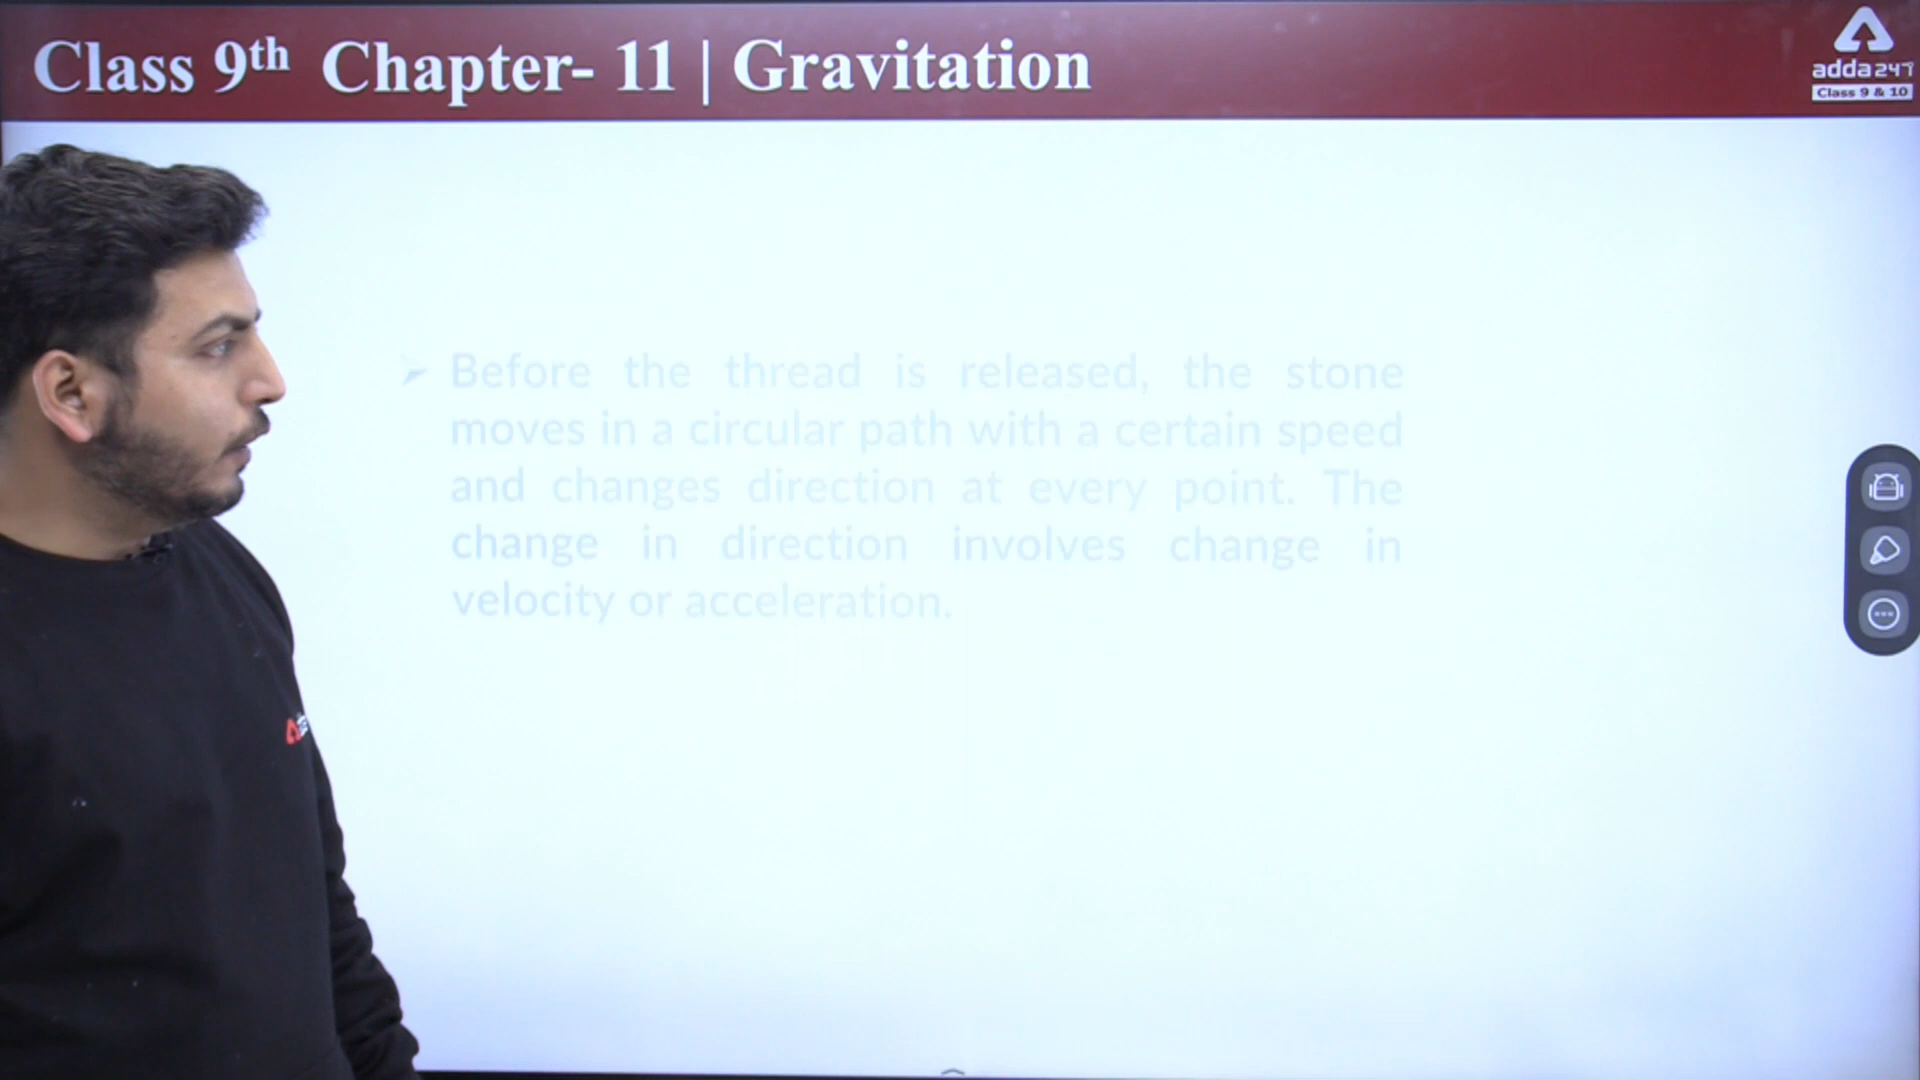 Class 9th Chapter- 11 | Gravitation
adda247
Class 9 & 10
➢ Before the thread is released, the stone
moves in a circular path with a certain speed
and changes direction at every point. The
change in direction involves change in
velocity or acceleration.